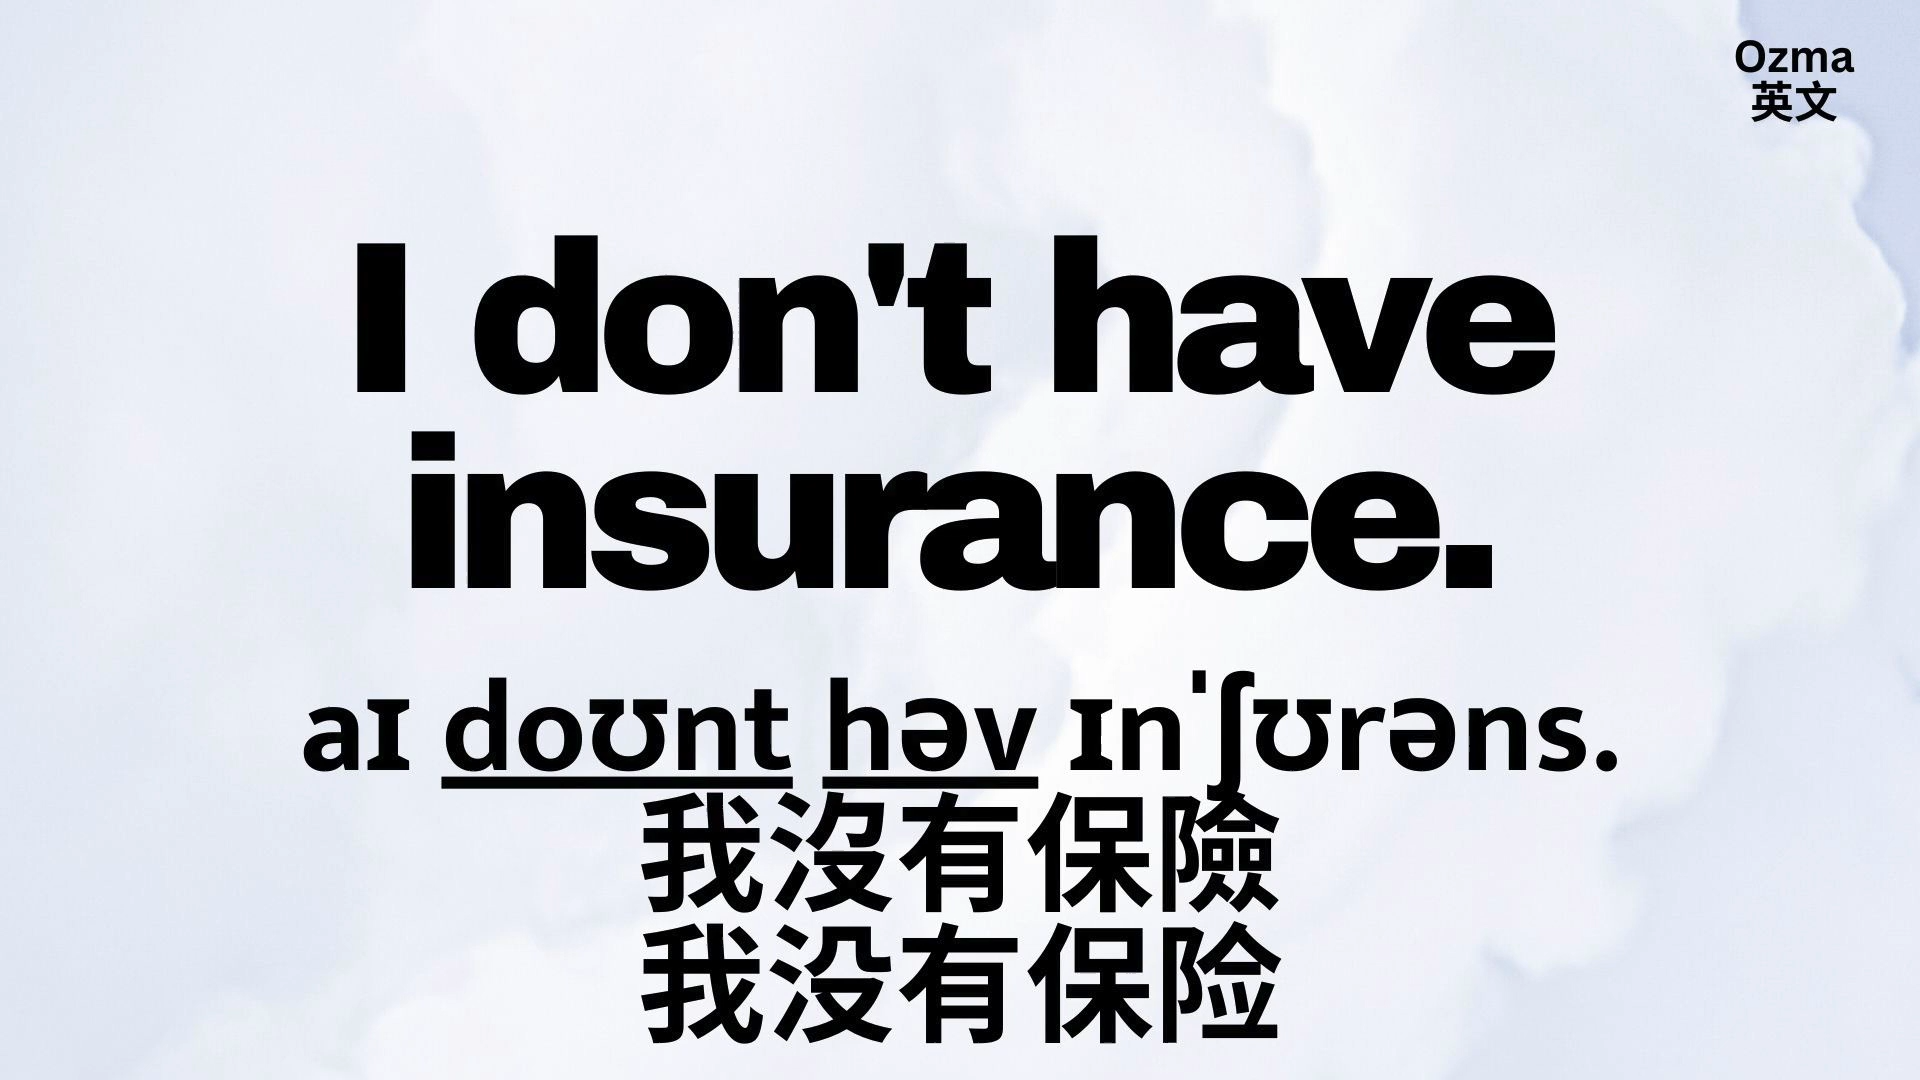 Ozma
英文
I don't have
insurance.
aɪ doʊnt həv ɪnˈʃʊrəns.
我沒有保險
我没有保险